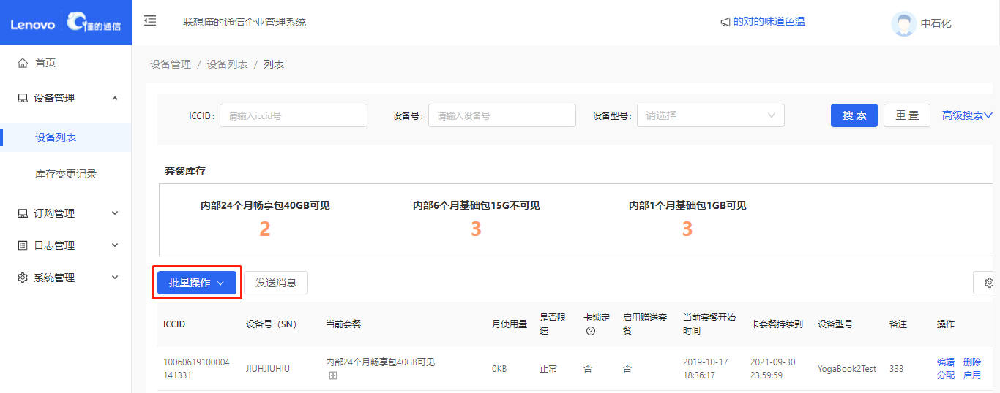 Lenovo 懂的通信
联想懂的通信企业管理系统
的对的味道色温
中石化
首页
设备管理
设备列表
库存变更记录
订购管理
日志管理
系统管理
设备管理 / 设备列表 / 列表
ICCID: 请输入iccid号 设备号: 请输入设备号 设备型号: 请选择 搜 索 重 置 高级搜索
套餐库存
内部24个月畅享包40GB可见 内部6个月基础包15G不可见 内部1个月基础包1GB可见
2 3 3
批量操作 发送消息
ICCID 设备号（SN） 当前套餐 月使用量 是否限速 卡锁定 启用赠送套餐 当前套餐开始时间 卡套餐持续到 设备型号 备注 操作
10060619100004141331 JIUHJIUHIU 内部24个月畅享包40GB可见 0KB 正常 否 否 2019-10-17 18:36:17 2021-09-30 23:59:59 YogaBook2Test 333 编辑 删除 分配 启用